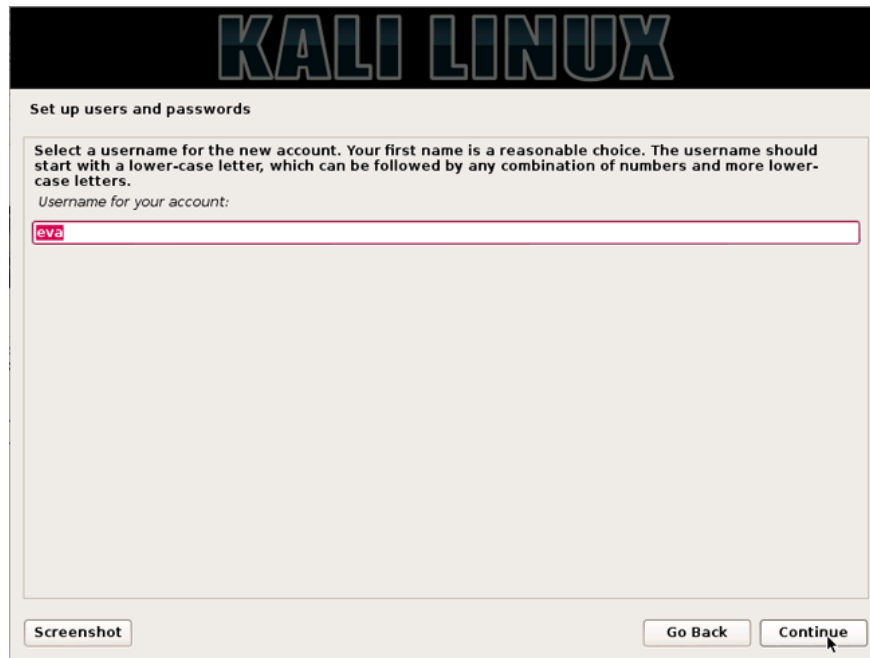 KALI LINUX
Set up users and passwords
Select a username for the new account. Your first name is a reasonable choice. The username should
start with a lower-case letter, which can be followed by any combination of numbers and more lower-
case letters.
Username for your account:
eva
Screenshot
Go Back
Continue